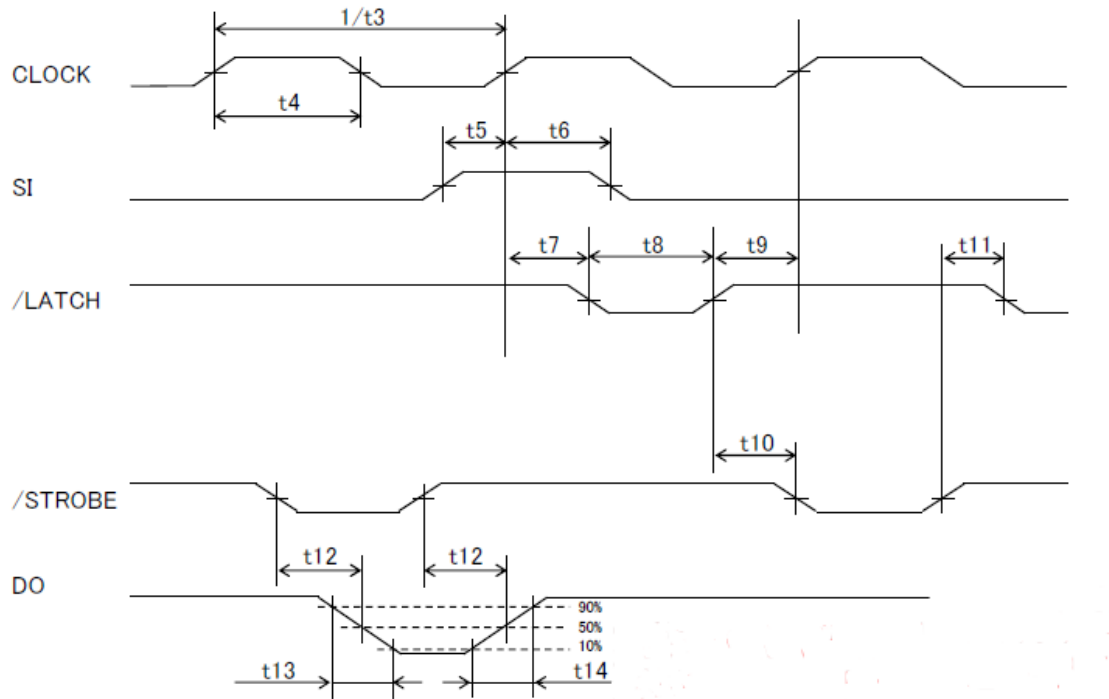 1/t3
CLOCK
t4
t5 t6
SI
t7 t8 t9 t11
/LATCH
t10
/STROBE
t12 t12
DO
90%
50%
10%
t13 t14